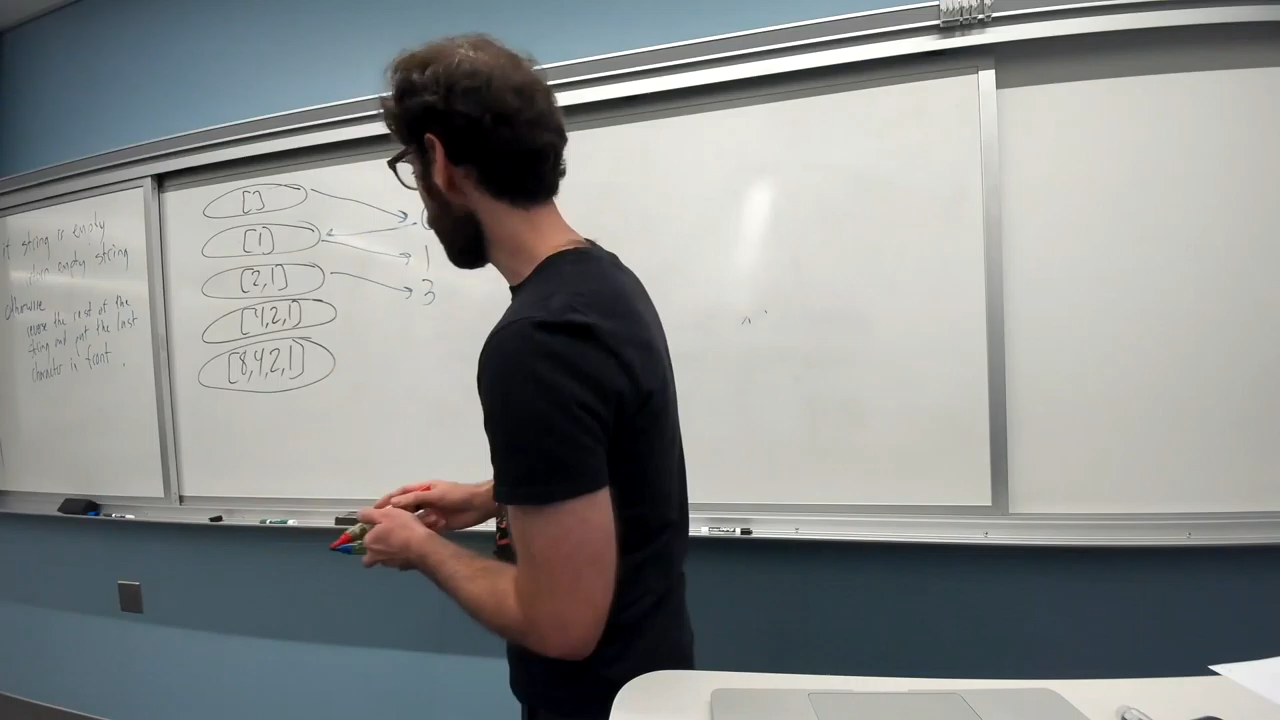 if string is empty
return empty string
otherwise
reverse the rest of the
string and put the last
character in front.
[]
[1]
1
[2,1]
3
[4,2,1]
[8,4,2,1]